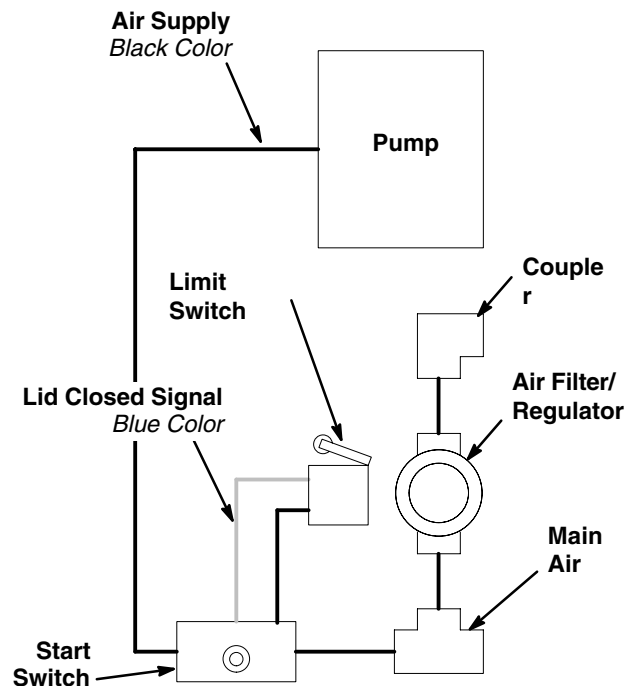 Air Supply
Black Color
Pump
Limit
Switch
Couple
r
Lid Closed Signal
Blue Color
Air Filter/
Regulator
Main
Air
Start
Switch